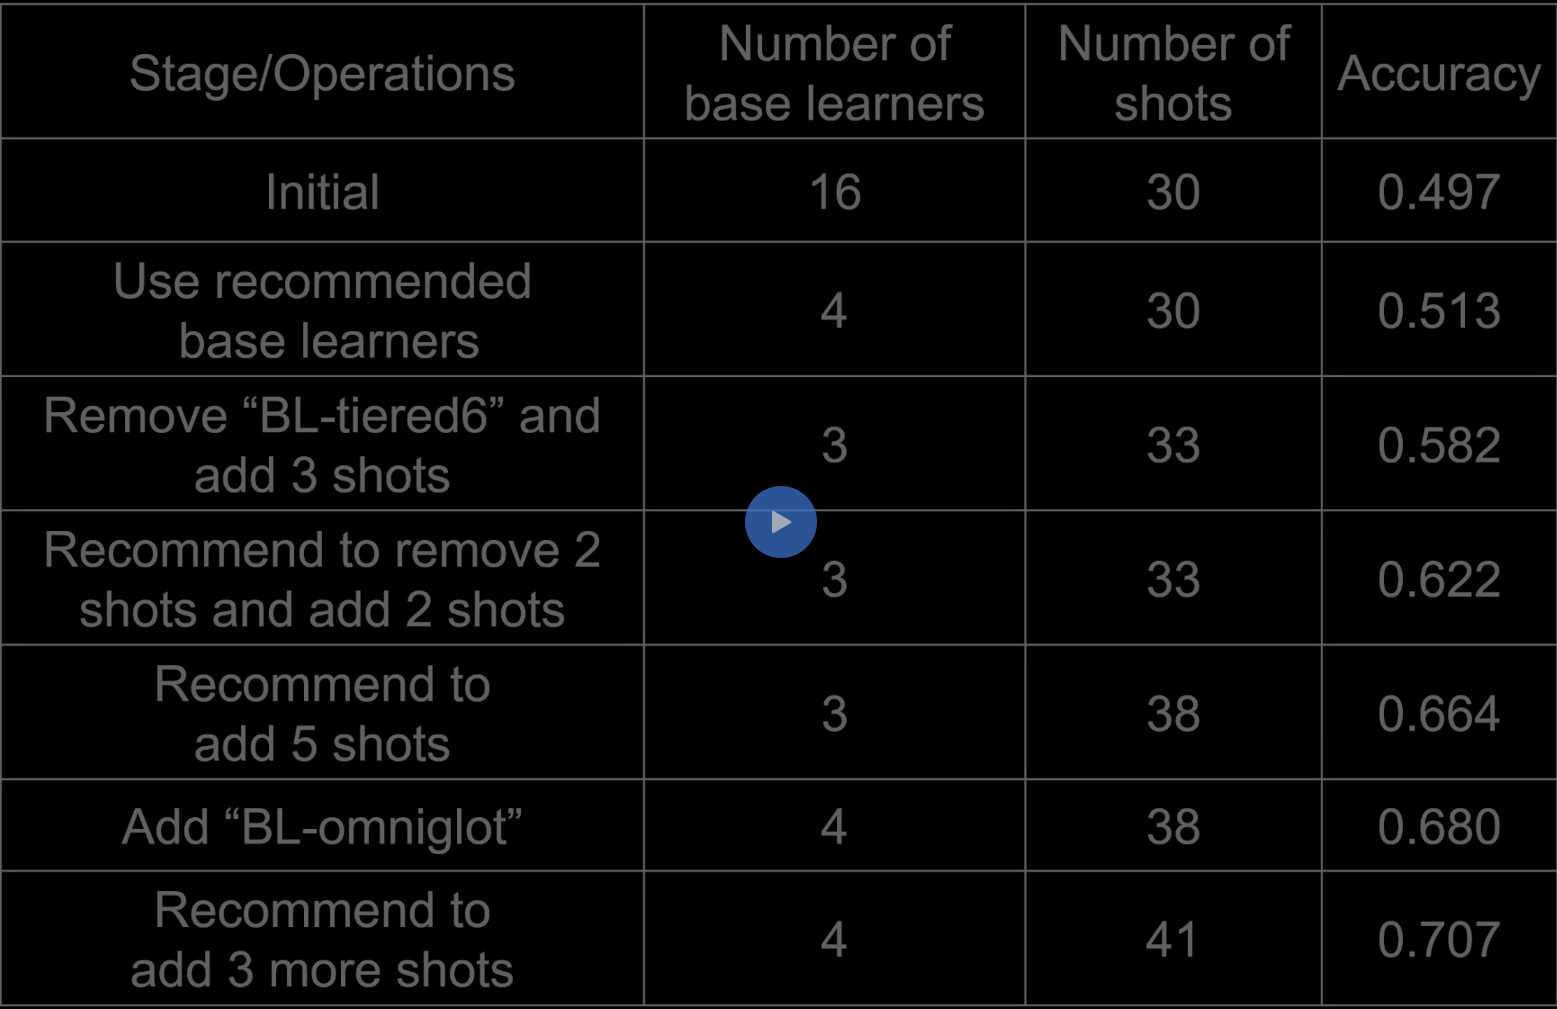 Stage/Operations
Number of
base learners
Number of
shots
Accuracy
Initial
16
30
0.497
Use recommended
base learners
4
30
0.513
Remove “BL-tiered6” and
add 3 shots
3
33
0.582
Recommend to remove 2
shots and add 2 shots
3
33
0.622
Recommend to
add 5 shots
3
38
0.664
Add “BL-omniglot”
4
38
0.680
Recommend to
add 3 more shots
4
41
0.707